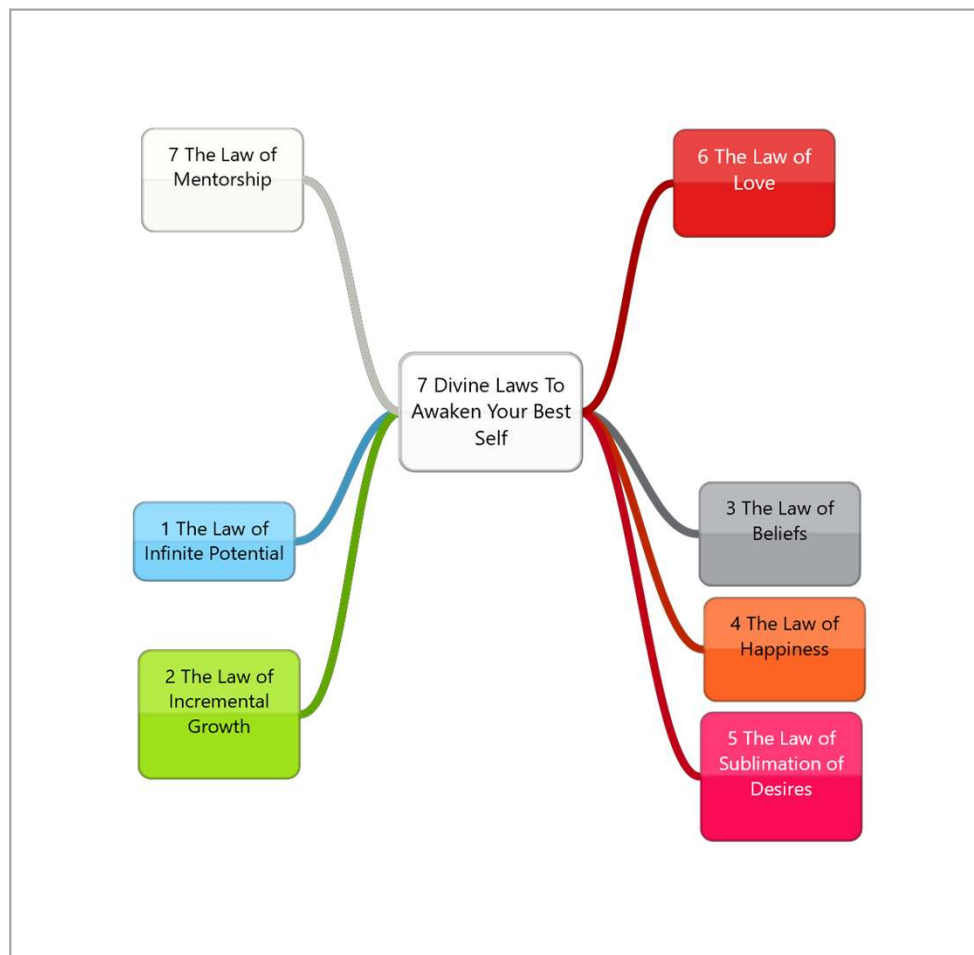 7 The Law of
Mentorship
6 The Law of
Love
7 Divine Laws To
Awaken Your Best
Self
1 The Law of
Infinite Potential
3 The Law of
Beliefs
4 The Law of
Happiness
2 The Law of
Incremental
Growth
5 The Law of
Sublimation of
Desires